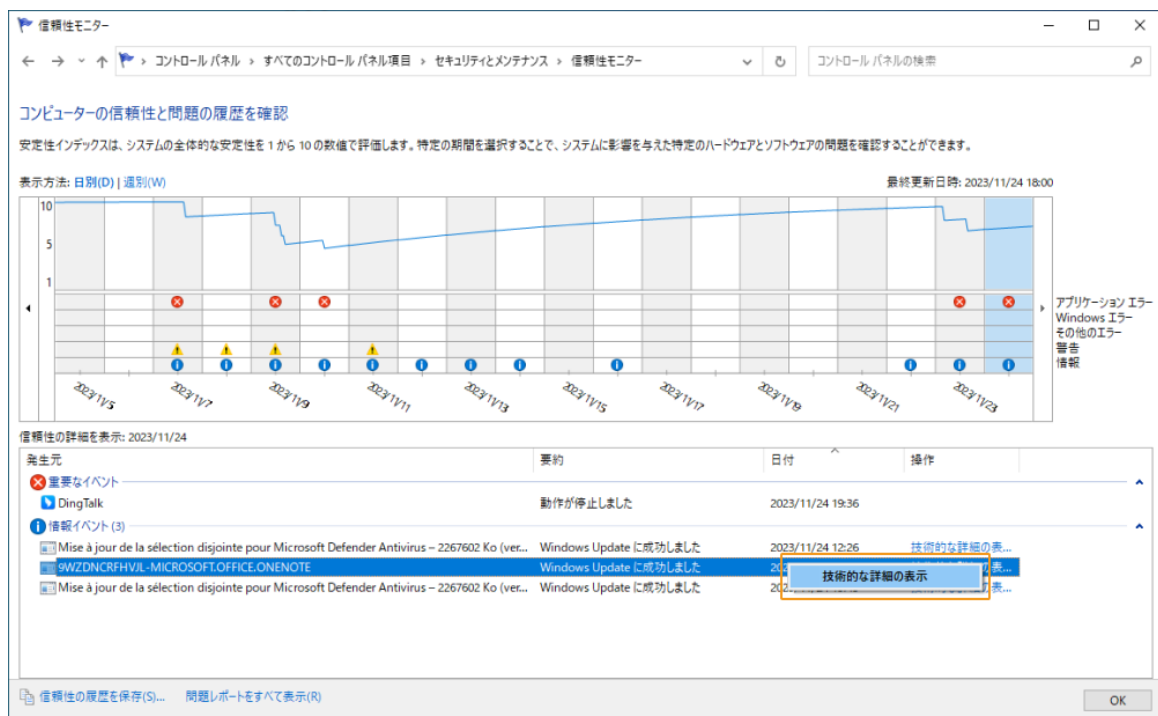 信頼性モニター
コントロール パネル › すべてのコントロール パネル項目 › セキュリティとメンテナンス › 信頼性モニター
コントロール パネルの検索
コンピューターの信頼性と問題の履歴を確認
安定性インデックスは、システムの全体的な安定性を 1 から 10 の数値で評価します。特定の期間を選択することで、システムに影響を与えた特定のハードウェアとソフトウェアの問題を確認することができます。
表示方法: 日別(D) | 週別(W)
最終更新日時: 2023/11/24 18:00
10
5
1
アプリケーション エラー
Windows エラー
その他のエラー
警告
情報
2023/11/5 2023/11/7 2023/11/9 2023/11/11 2023/11/13 2023/11/15 2023/11/17 2023/11/19 2023/11/21 2023/11/23
信頼性の詳細を表示: 2023/11/24
発生元 要約 日付 操作
重要なイベント
DingTalk 動作が停止しました 2023/11/24 19:36
情報イベント (3)
Mise à jour de la sélection disjointe pour Microsoft Defender Antivirus – 2267602 Ko (ver... Windows Update に成功しました 2023/11/24 12:26 技術的な詳細の表...
9WZDNCRFHVJL-MICROSOFT.OFFICE.ONENOTE Windows Update に成功しました
技術的な詳細の表示
Mise à jour de la sélection disjointe pour Microsoft Defender Antivirus – 2267602 Ko (ver... Windows Update に成功しました
信頼性の履歴を保存(S)... 問題レポートをすべて表示(R)
OK